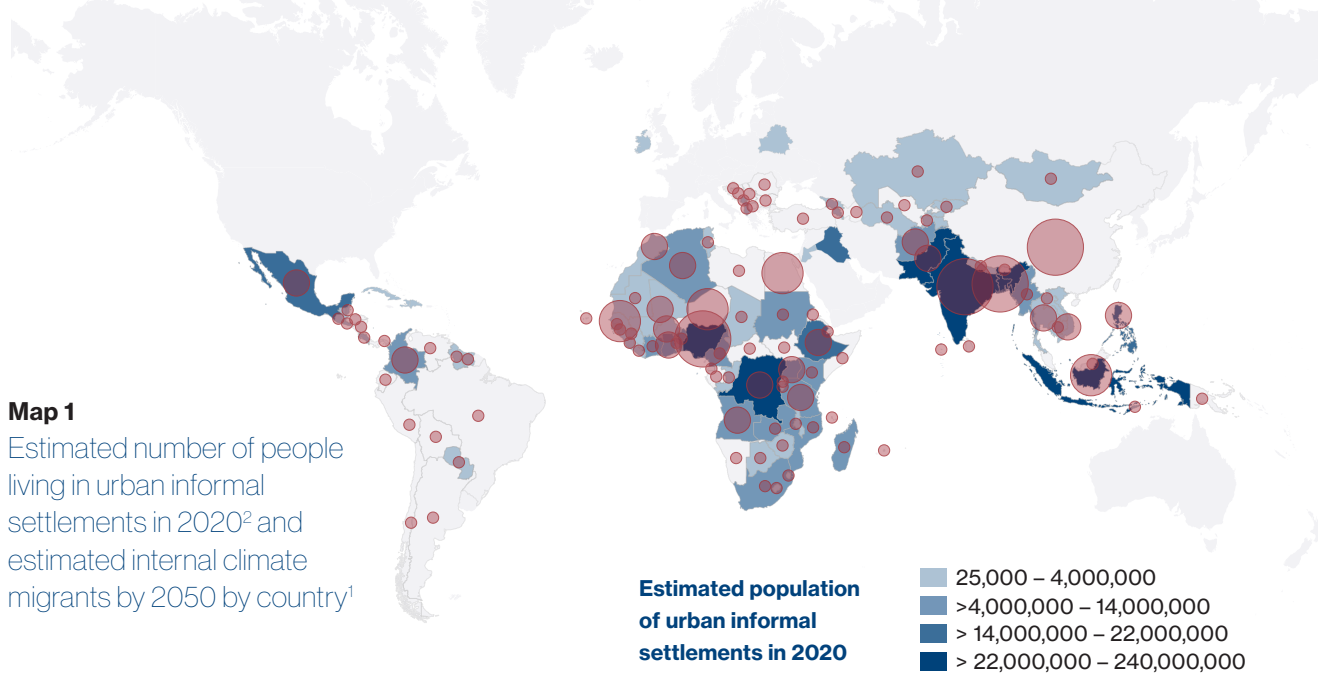 Map 1
Estimated number of people
living in urban informal
settlements in 2020² and
estimated internal climate
migrants by 2050 by country¹
Estimated population
of urban informal
settlements in 2020
25,000 – 4,000,000
>4,000,000 – 14,000,000
> 14,000,000 – 22,000,000
> 22,000,000 – 240,000,000